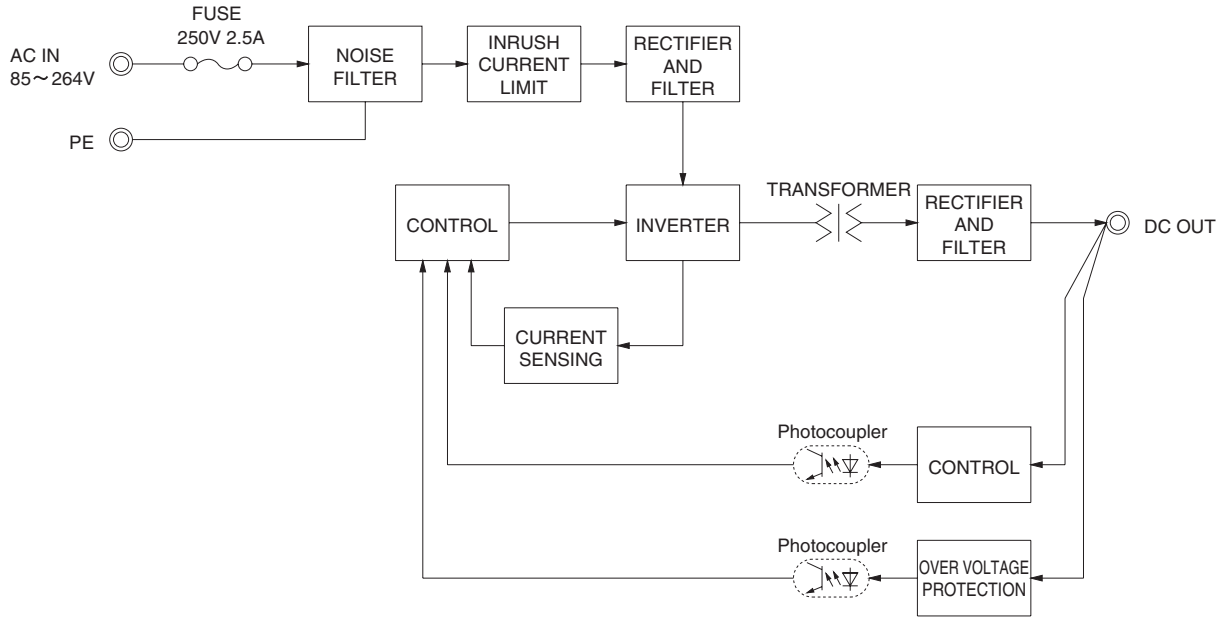 FUSE
250V 2.5A
AC IN
85～264V
PE
NOISE
FILTER
INRUSH
CURRENT
LIMIT
RECTIFIER
AND
FILTER
CONTROL
INVERTER
TRANSFORMER
RECTIFIER
AND
FILTER
DC OUT
CURRENT
SENSING
Photocoupler
CONTROL
Photocoupler
OVER VOLTAGE
PROTECTION